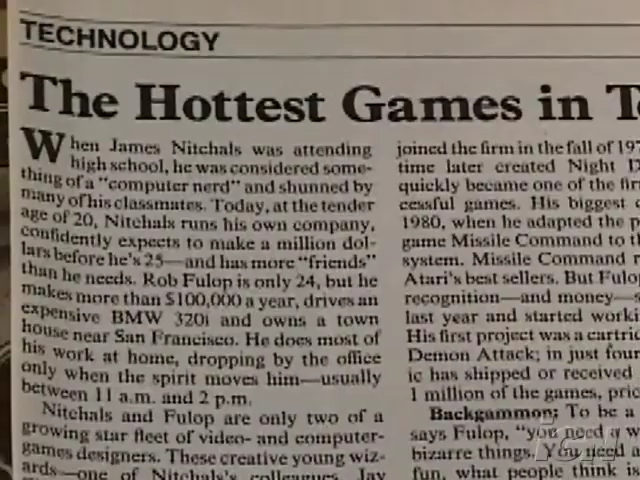 TECHNOLOGY
The Hottest Games in T
When James Nitchals was attending
high school, he was considered some-
thing of a "computer nerd" and shunned by
many of his classmates. Today, at the tender
age of 20, Nitchals runs his own company,
confidently expects to make a million dol-
lars before he's 25—and has more "friends"
than he needs. Rob Fulop is only 24, but he
makes more than $100,000 a year, drives an
expensive BMW 320i and owns a town
house near San Francisco. He does most of
his work at home, dropping by the office
only when the spirit moves him—usually
between 11 a.m. and 2 p.m.
Nitchals and Fulop are only two of a
growing star fleet of video- and computer-
games designers. These creative young wiz-
ards—one of Nitchals's colleagues, Jay
joined the firm in the fall of 197
time later created Night D
quickly became one of the fir
cessful games. His biggest
1980, when he adapted the p
game Missile Command to t
system. Missile Command r
Atari's best sellers. But Fulo
recognition—and money—s
last year and started worki
His first project was a cartric
Demon Attack; in just four
ic has shipped or received
1 million of the games, pric
Backgammon: To be a
says Fulop, "you need a w
bizarre things. You need a
fun, what people think is